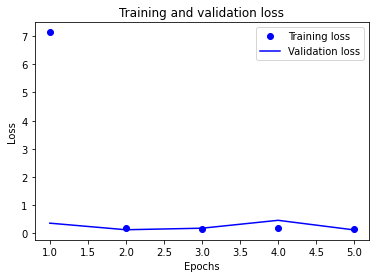 Training and validation loss
Training loss
Validation loss
7
6
5
4
3
2
1
0
Loss
1.0 1.5 2.0 2.5 3.0 3.5 4.0 4.5 5.0
Epochs